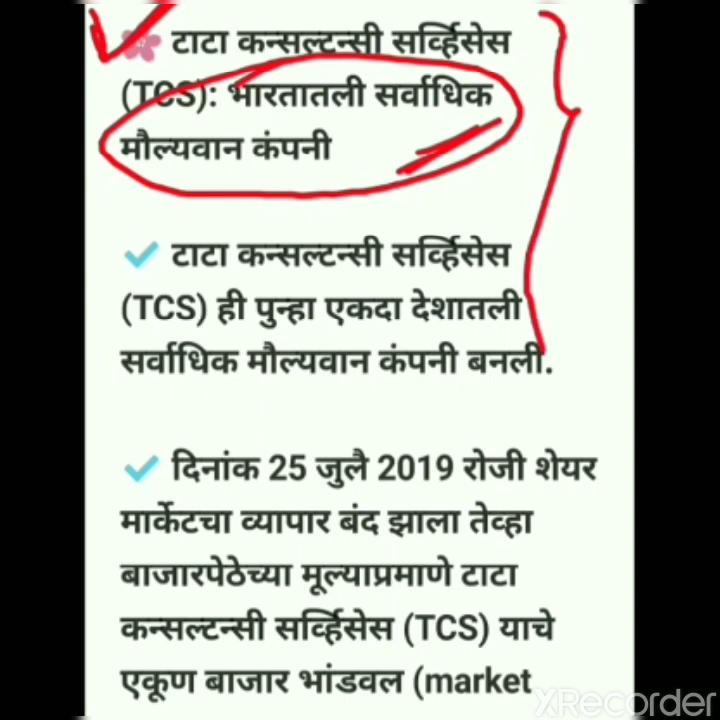 टाटा कन्सल्टन्सी सर्व्हिसेस
(TCS): भारतातली सर्वाधिक
मौल्यवान कंपनी
टाटा कन्सल्टन्सी सर्व्हिसेस
(TCS) ही पुन्हा एकदा देशातली
सर्वाधिक मौल्यवान कंपनी बनली.
दिनांक 25 जुलै 2019 रोजी शेयर
मार्केटचा व्यापार बंद झाला तेव्हा
बाजारपेठेच्या मूल्याप्रमाणे टाटा
कन्सल्टन्सी सर्व्हिसेस (TCS) याचे
एकूण बाजार भांडवल (market
XRecorder